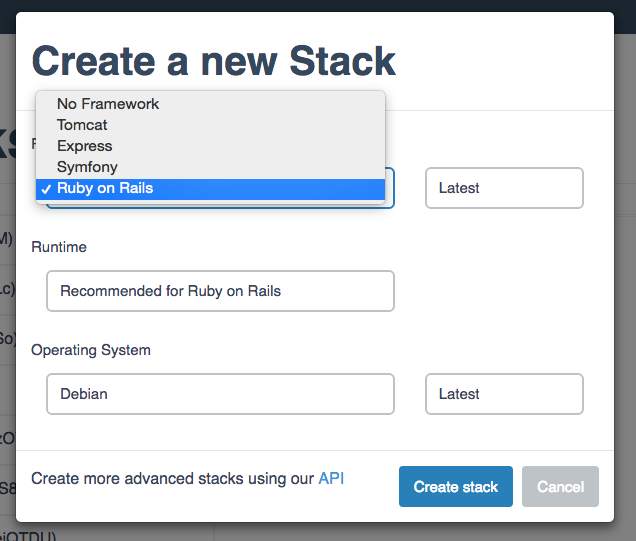 Create a new Stack
No Framework
Tomcat
Express
Symfony
✓ Ruby on Rails
Latest
Runtime
Recommended for Ruby on Rails
Operating System
Debian
Latest
Create more advanced stacks using our API
Create stack
Cancel